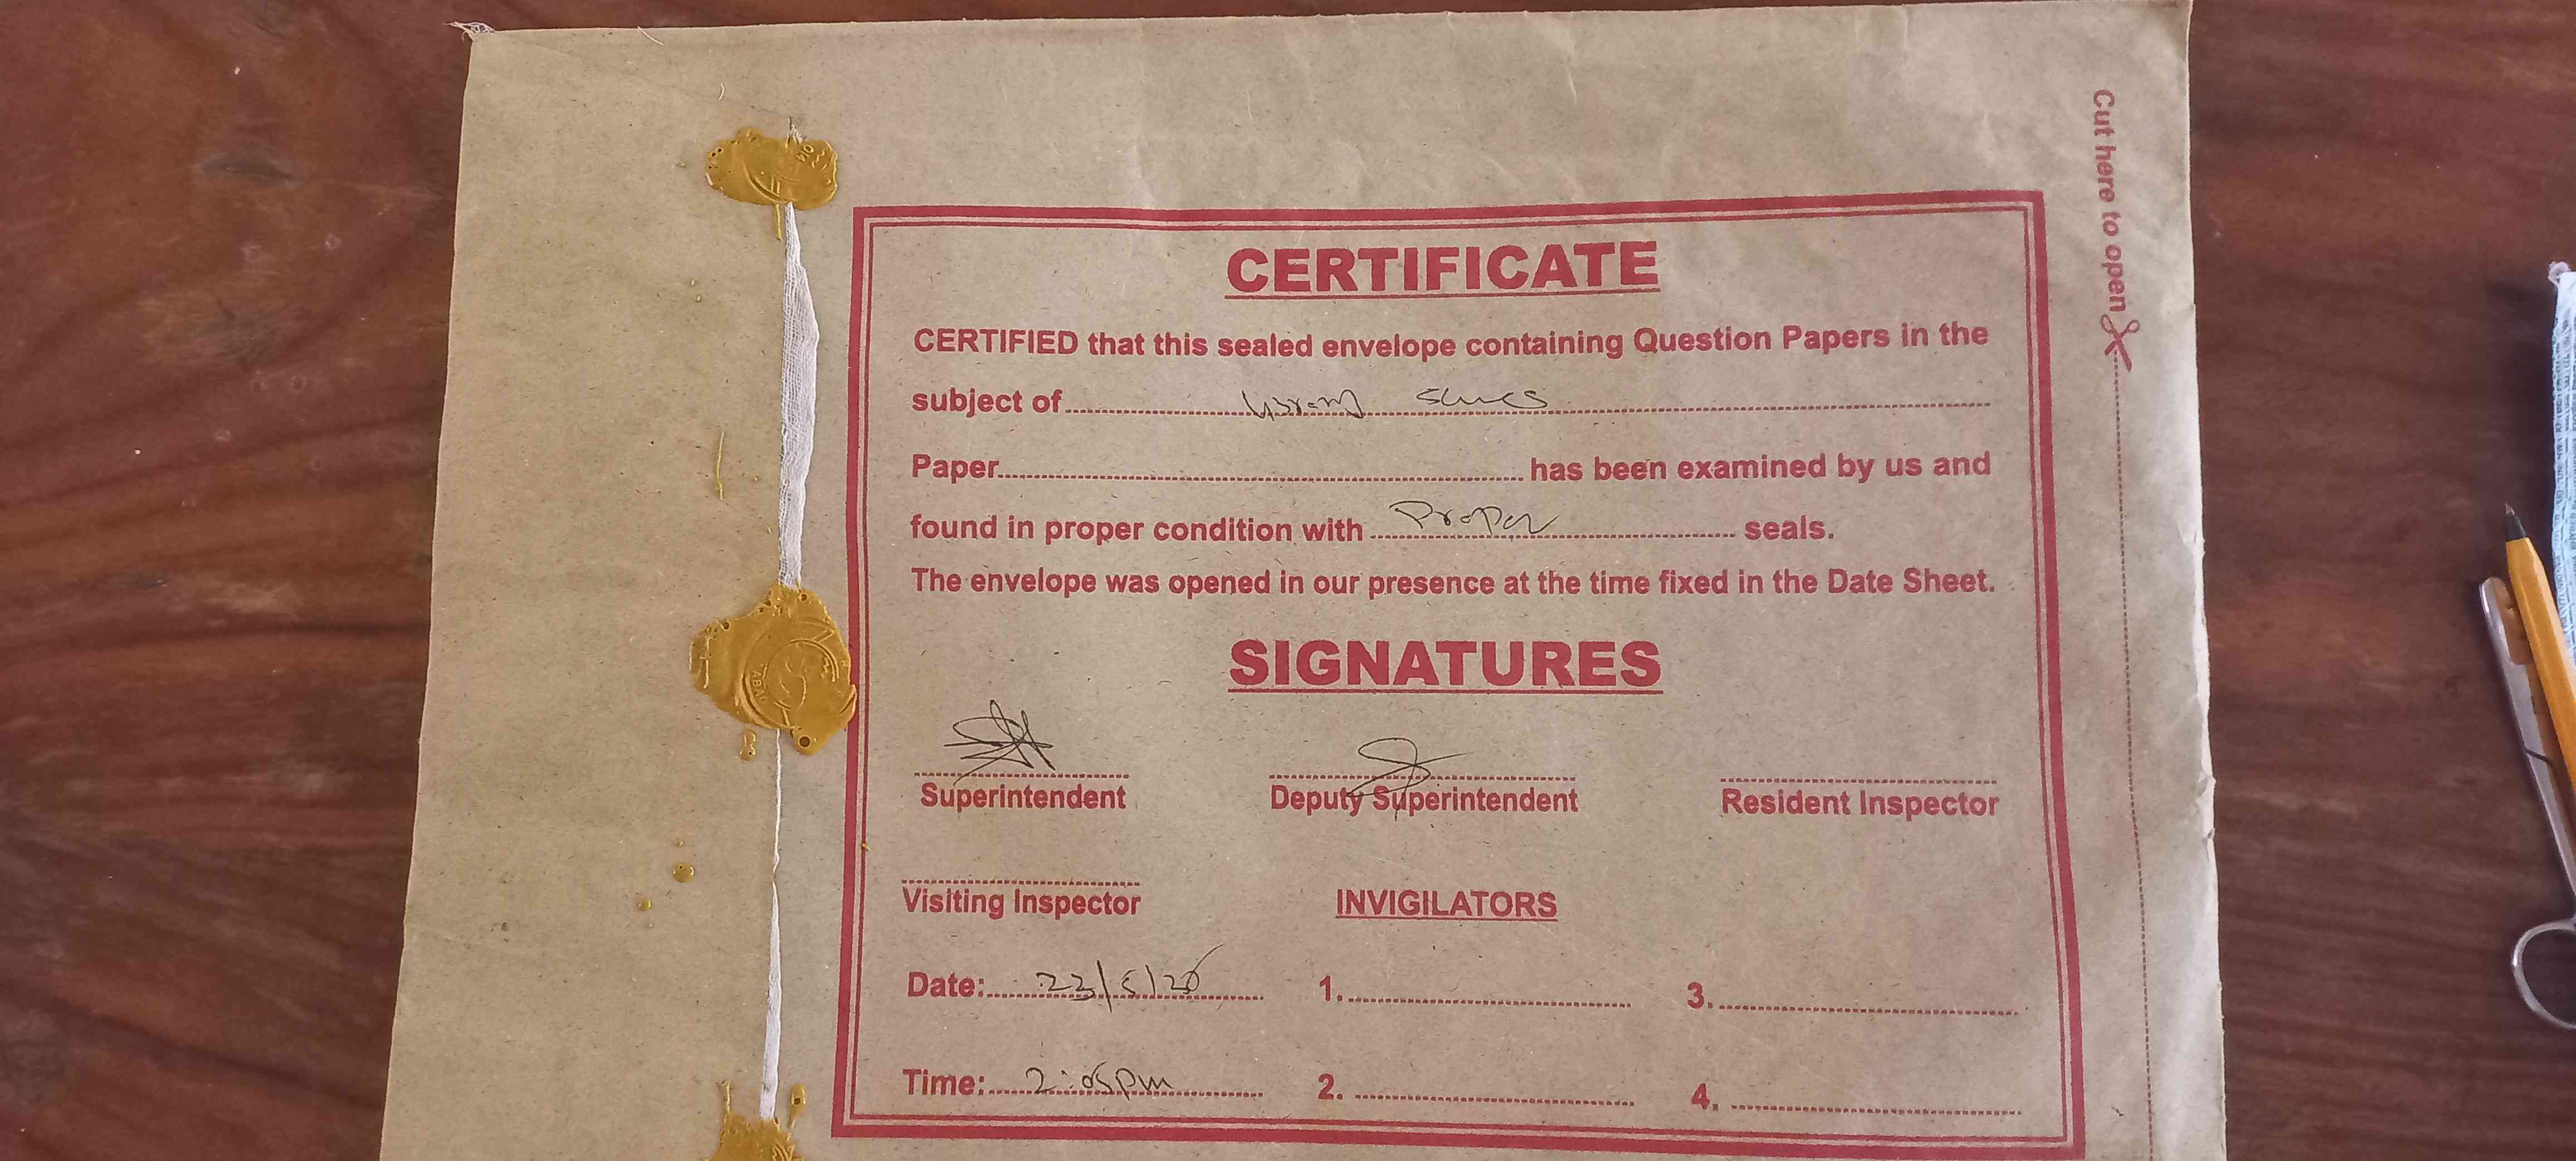 Cut here to open
CERTIFICATE
CERTIFIED that this sealed envelope containing Question Papers in the
subject of
Paper has been examined by us and
found in proper condition with Proper seals.
The envelope was opened in our presence at the time fixed in the Date Sheet.
SIGNATURES
Superintendent Deputy Superintendent Resident Inspector
Visiting Inspector INVIGILATORS
Date: 1. 3.
Time: 2:05pm 2. 4.
ABAD